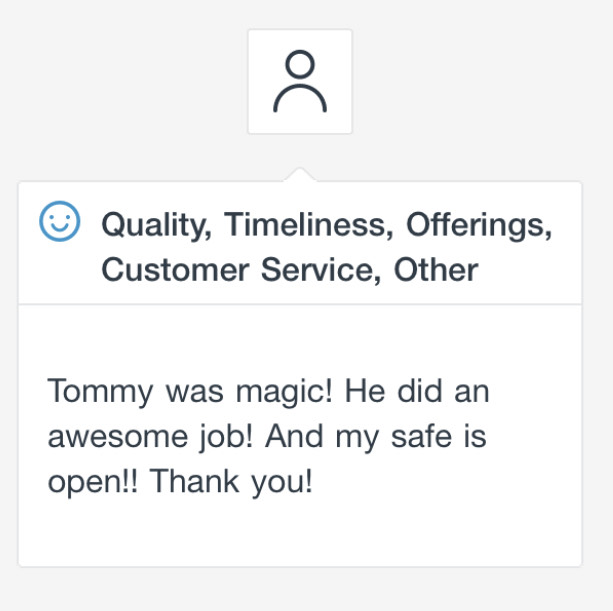 Quality, Timeliness, Offerings,
Customer Service, Other
Tommy was magic! He did an
awesome job! And my safe is
open!! Thank you!